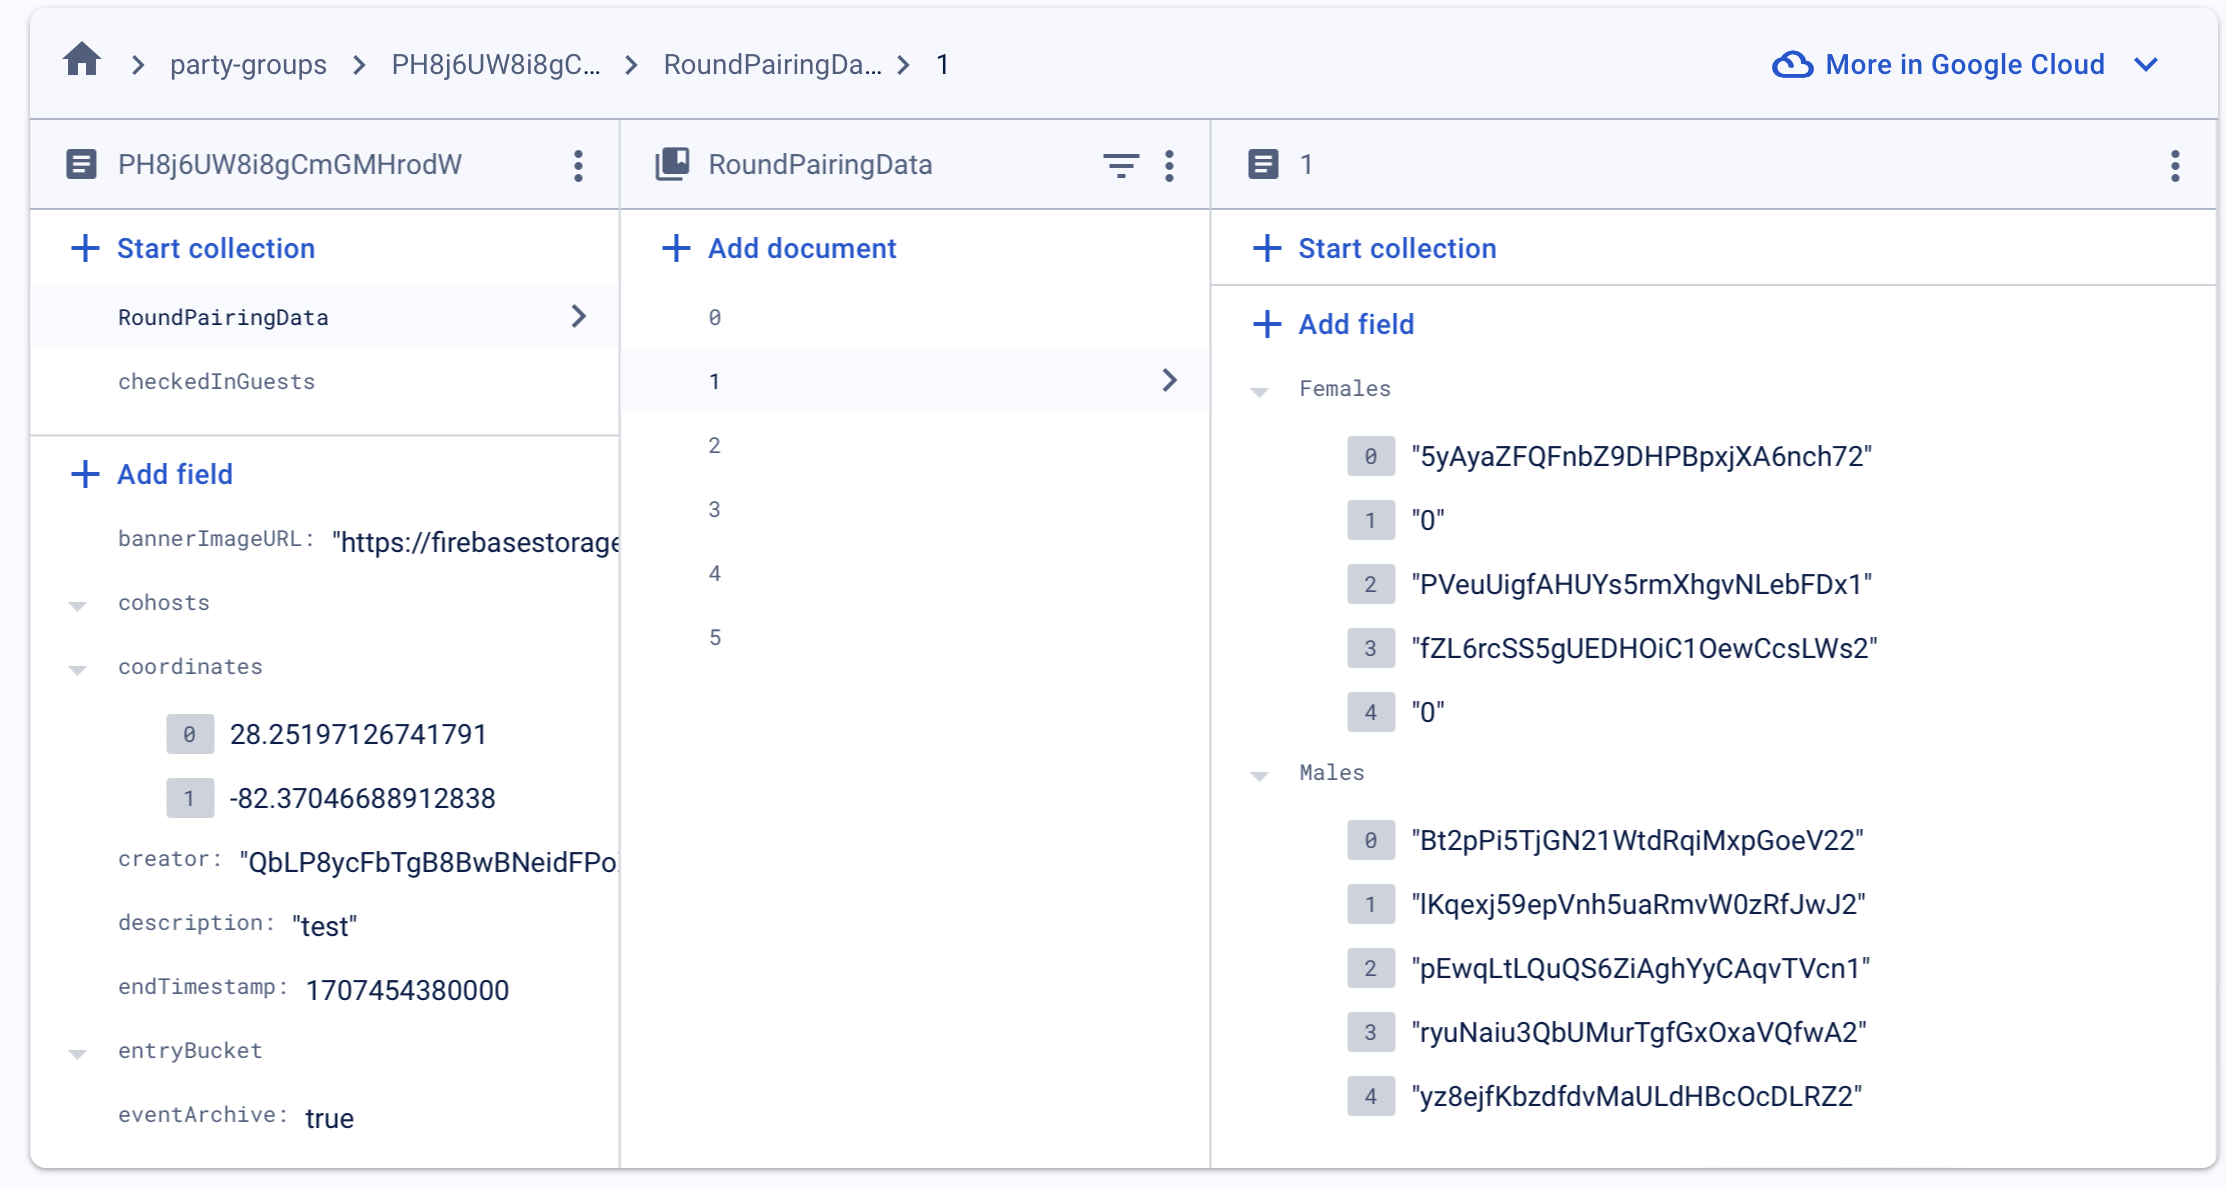 party-groups
PH8j6UW8i8gC...
RoundPairingDa...
1
More in Google Cloud
PH8j6UW8i8gCmGMHrodW
Start collection
RoundPairingData
checkedInGuests
Add field
bannerImageURL: "https://firebasestorage
cohosts
coordinates
0 28.25197126741791
1 -82.37046688912838
creator: "QbLP8ycFbTgB8BwBNeidFPo
description: "test"
endTimestamp: 1707454380000
entryBucket
eventArchive: true
RoundPairingData
Add document
0
1
2
3
4
5
1
Start collection
Add field
Females
0 "5yAyaZFQFnbZ9DHPBpxjXA6nch72"
1 "0"
2 "PVeuUigfAHUYs5rmXhgvNLebFDx1"
3 "fZL6rcSS5gUEDHOiC1OewCcsLWs2"
4 "0"
Males
0 "Bt2pPi5TjGN21WtdRqiMxpGoeV22"
1 "lKqexj59epVnh5uaRmvW0zRfJwJ2"
2 "pEwqLtLQuQS6ZiAghYyCAqvTVcn1"
3 "ryuNaiu3QbUMurTgfGxOxaVQfwA2"
4 "yz8ejfKbzdfdvMaULdHBcOcDLRZ2"